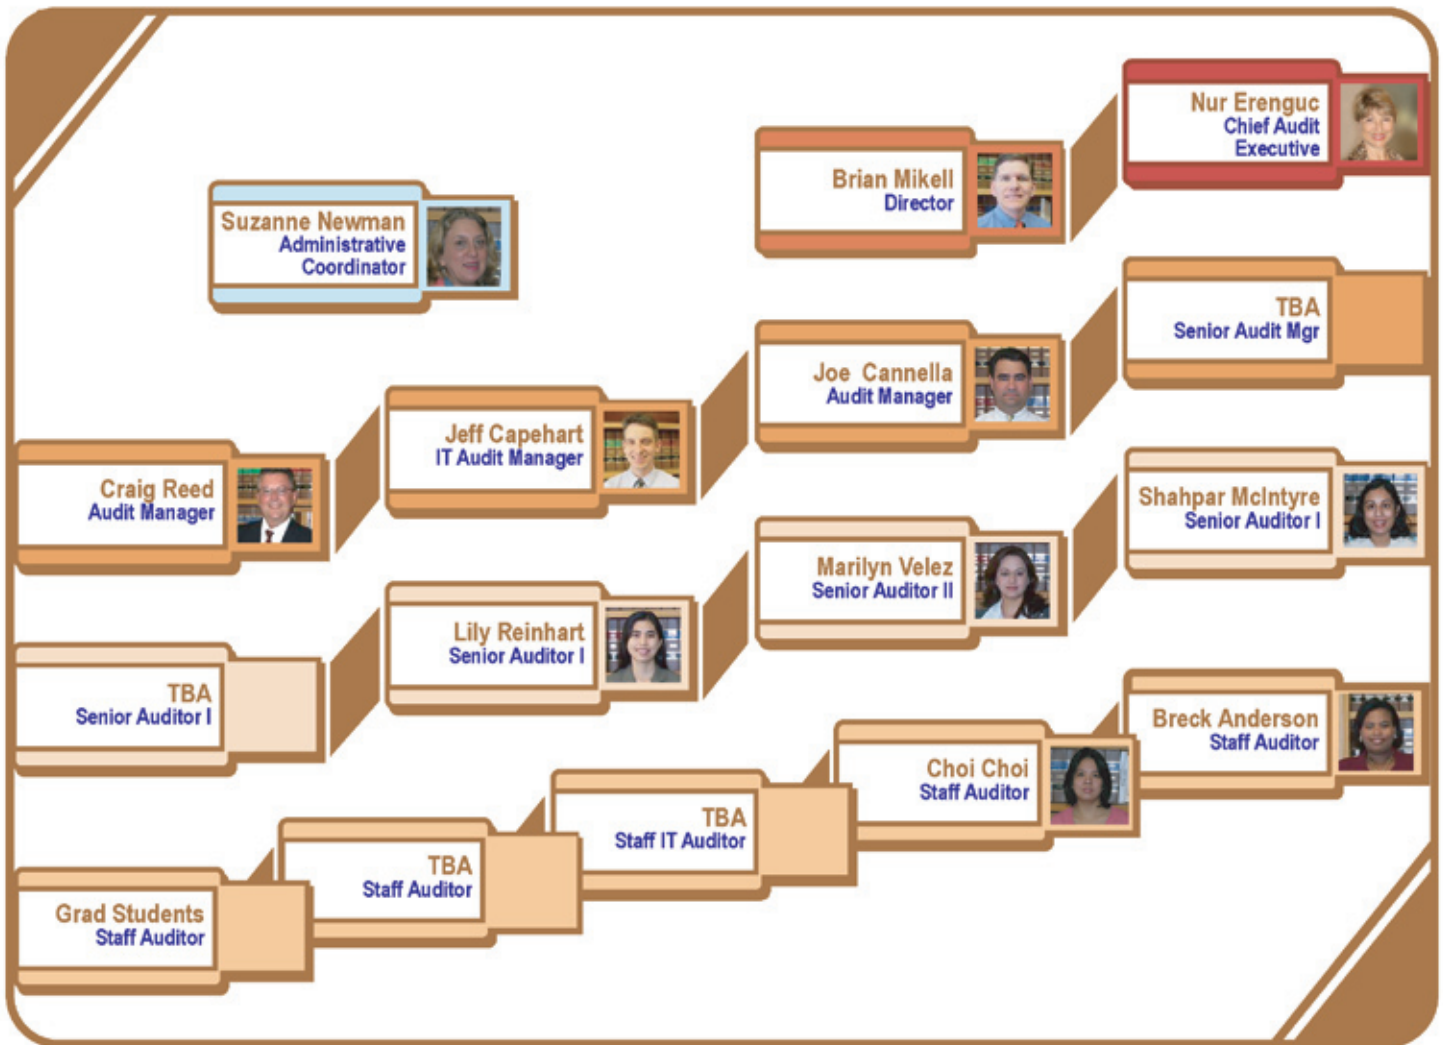 Nur Erenguc
Chief Audit
Executive
Brian Mikell
Director
Suzanne Newman
Administrative
Coordinator
TBA
Senior Audit Mgr
Joe Cannella
Audit Manager
Jeff Capehart
IT Audit Manager
Craig Reed
Audit Manager
Shahpar McIntyre
Senior Auditor I
Marilyn Velez
Senior Auditor II
Lily Reinhart
Senior Auditor I
TBA
Senior Auditor I
Breck Anderson
Staff Auditor
Choi Choi
Staff Auditor
TBA
Staff IT Auditor
TBA
Staff Auditor
Grad Students
Staff Auditor